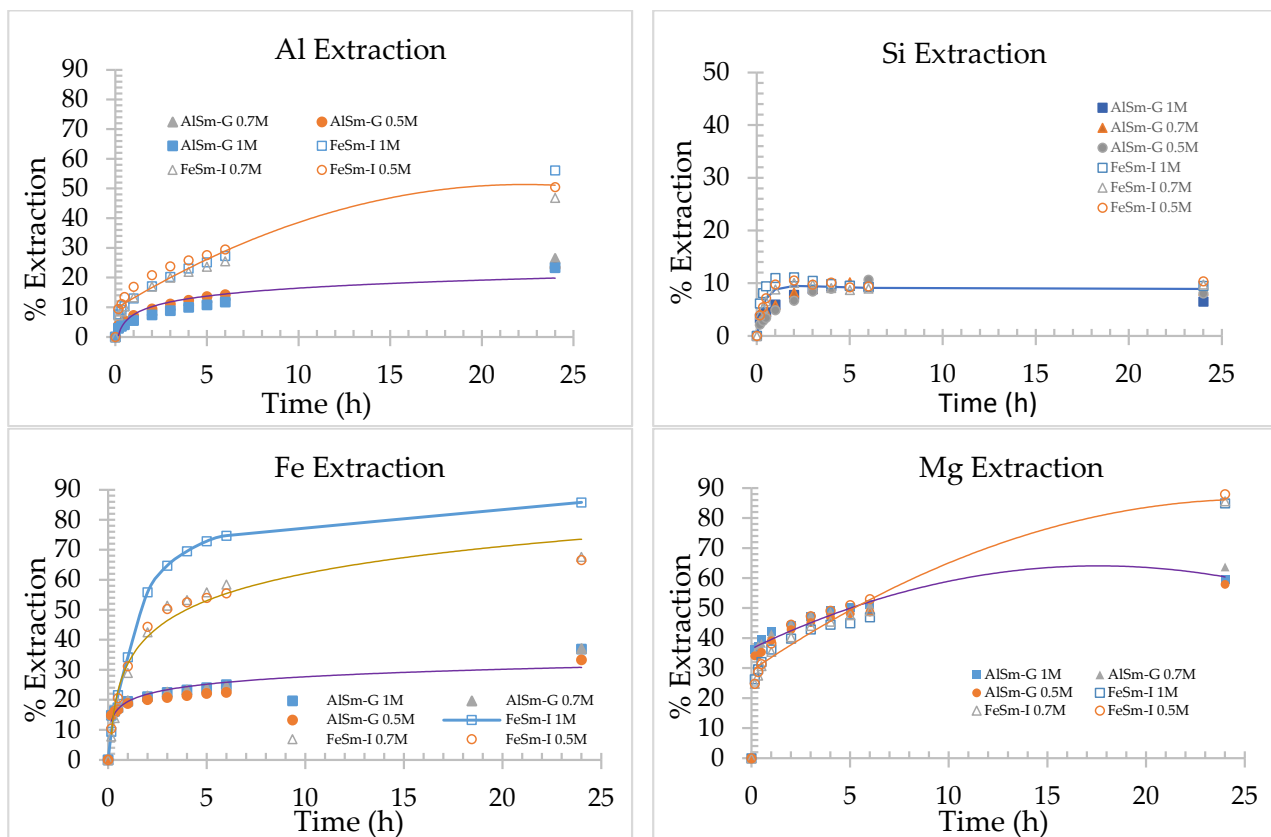 Al Extraction
90
80
70
60
50
40
30
20
10
0
% Extraction
AlSm-G 0.7M
AlSm-G 0.5M
AlSm-G 1M
FeSm-I 1M
FeSm-I 0.7M
FeSm-I 0.5M
0 5 10 15 20 25
Time (h)
Si Extraction
50
40
30
20
10
0
% Extraction
AlSm-G 1M
AlSm-G 0.7M
AlSm-G 0.5M
FeSm-I 1M
FeSm-I 0.7M
FeSm-I 0.5M
0 5 10 15 20 25
Time (h)
Fe Extraction
90
80
70
60
50
40
30
20
10
0
% Extraction
AlSm-G 1M
AlSm-G 0.7M
AlSm-G 0.5M
FeSm-I 1M
FeSm-I 0.7M
FeSm-I 0.5M
0 5 10 15 20 25
Time (h)
Mg Extraction
90
80
70
60
50
40
30
20
10
0
% Extraction
AlSm-G 1M
AlSm-G 0.7M
AlSm-G 0.5M
FeSm-I 1M
FeSm-I 0.7M
FeSm-I 0.5M
0 5 10 15 20 25
Time (h)